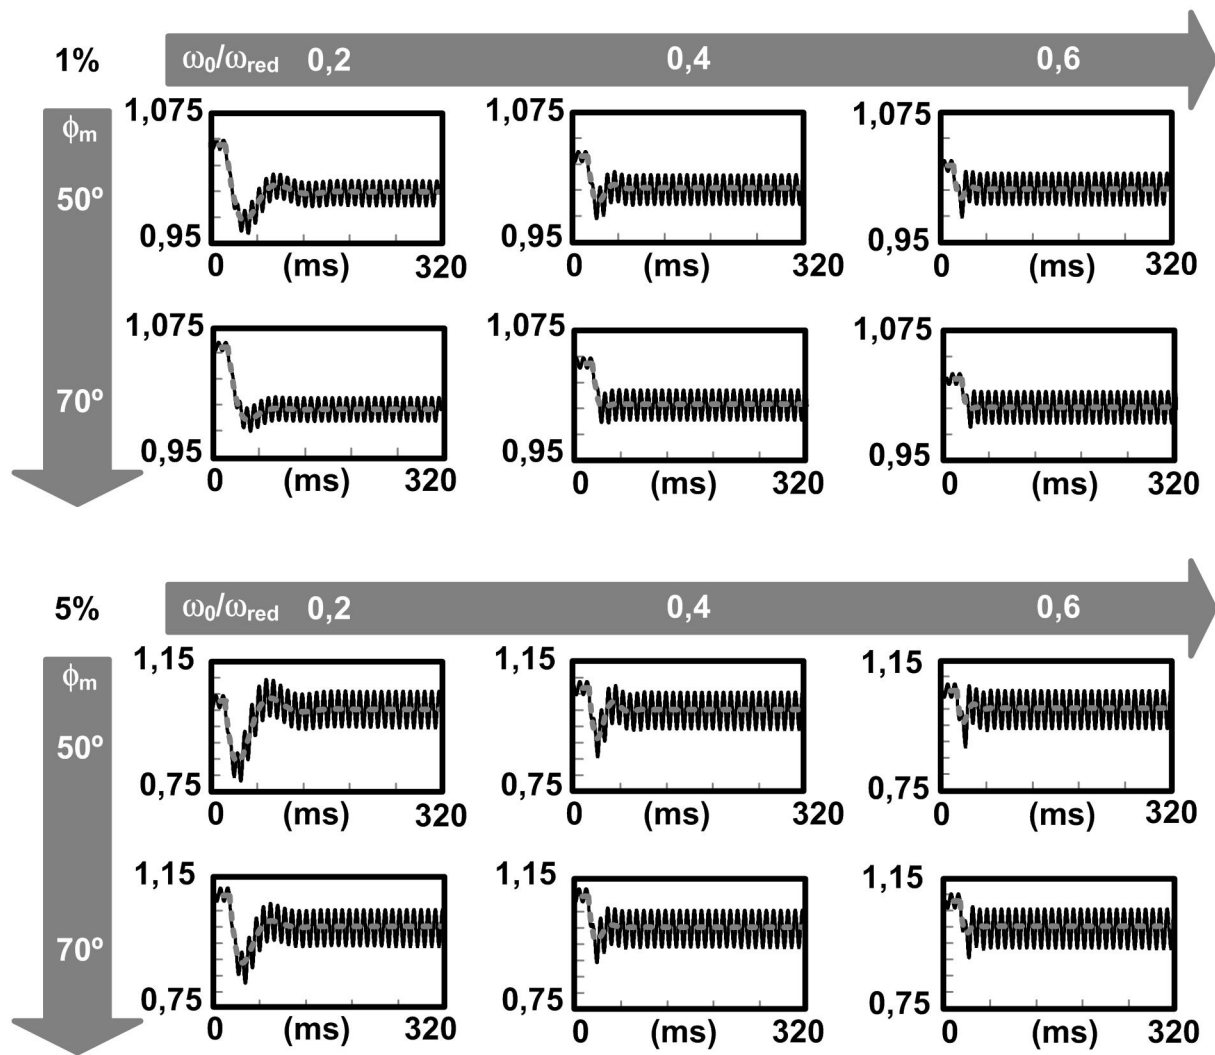 1% ω₀/ω_red 0,2 0,4 0,6
ϕₘ
50º
70º
1,075 1,075 1,075
0,95 0,95 0,95
0 (ms) 320 0 (ms) 320 0 (ms) 320
1,075 1,075 1,075
0,95 0,95 0,95
0 (ms) 320 0 (ms) 320 0 (ms) 320
5% ω₀/ω_red 0,2 0,4 0,6
ϕₘ
50º
70º
1,15 1,15 1,15
0,75 0,75 0,75
0 (ms) 320 0 (ms) 320 0 (ms) 320
1,15 1,15 1,15
0,75 0,75 0,75
0 (ms) 320 0 (ms) 320 0 (ms) 320